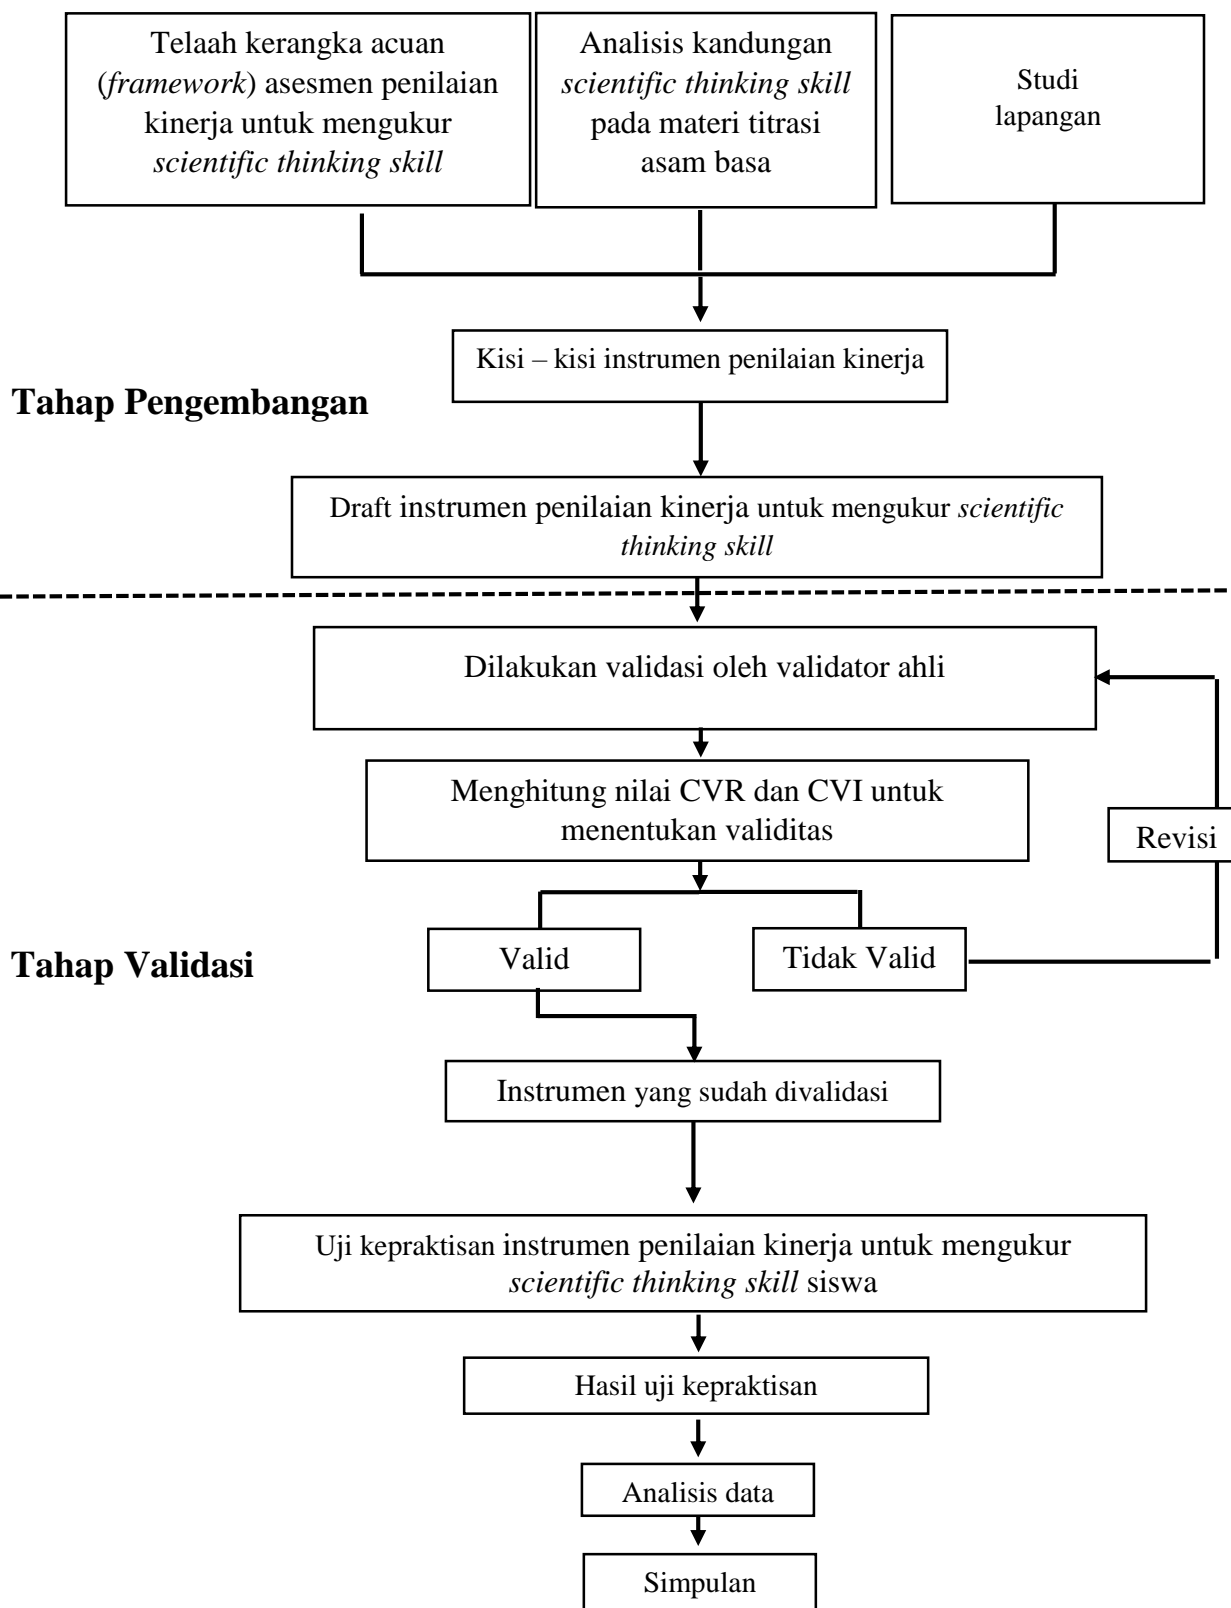 Telaah kerangka acuan
(framework) asesmen penilaian
kinerja untuk mengukur
scientific thinking skill
Analisis kandungan
scientific thinking skill
pada materi titrasi
asam basa
Studi
lapangan
Kisi – kisi instrumen penilaian kinerja
Tahap Pengembangan
Draft instrumen penilaian kinerja untuk mengukur scientific
thinking skill
Dilakukan validasi oleh validator ahli
Menghitung nilai CVR dan CVI untuk
menentukan validitas
Revisi
Valid
Tidak Valid
Tahap Validasi
Instrumen yang sudah divalidasi
Uji kepraktisan instrumen penilaian kinerja untuk mengukur
scientific thinking skill siswa
Hasil uji kepraktisan
Analisis data
Simpulan